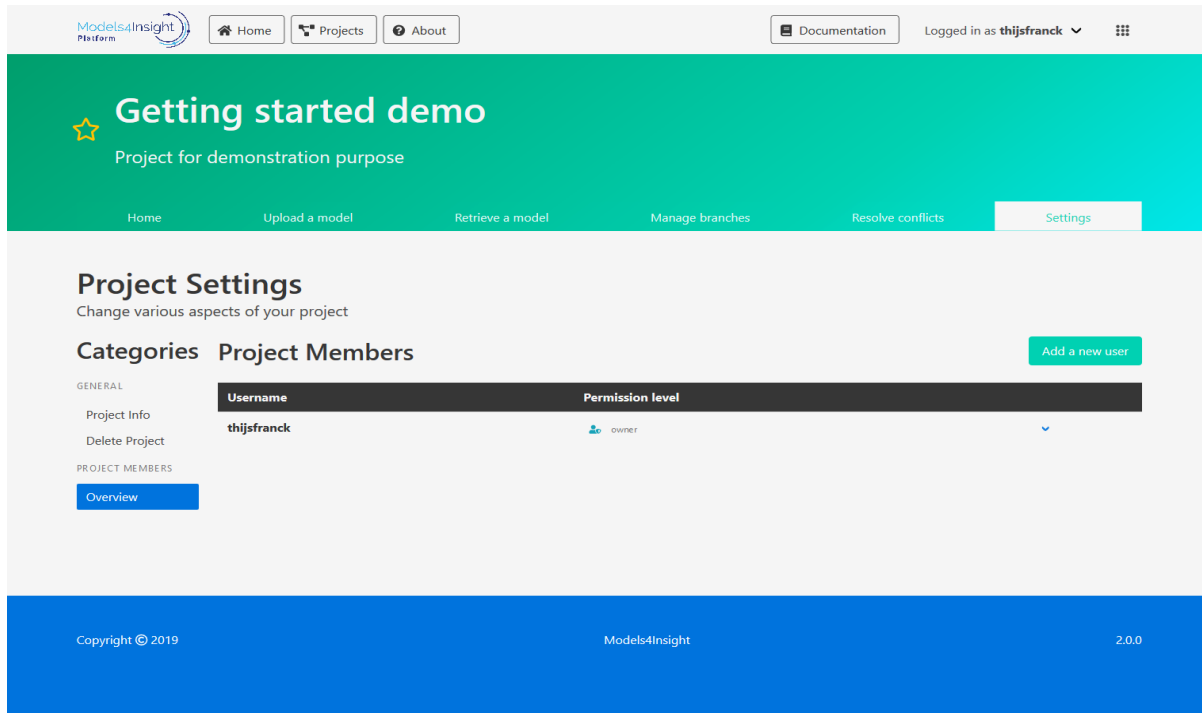 Models4Insight
Platform
Home
Projects
About
Documentation
Logged in as thijsfranck
Getting started demo
Project for demonstration purpose
Home Upload a model Retrieve a model Manage branches Resolve conflicts Settings
Project Settings
Change various aspects of your project
Categories
GENERAL
Project Info
Delete Project
PROJECT MEMBERS
Overview
Project Members
Add a new user
Username Permission level
thijsfranck owner
Copyright © 2019 Models4Insight 2.0.0